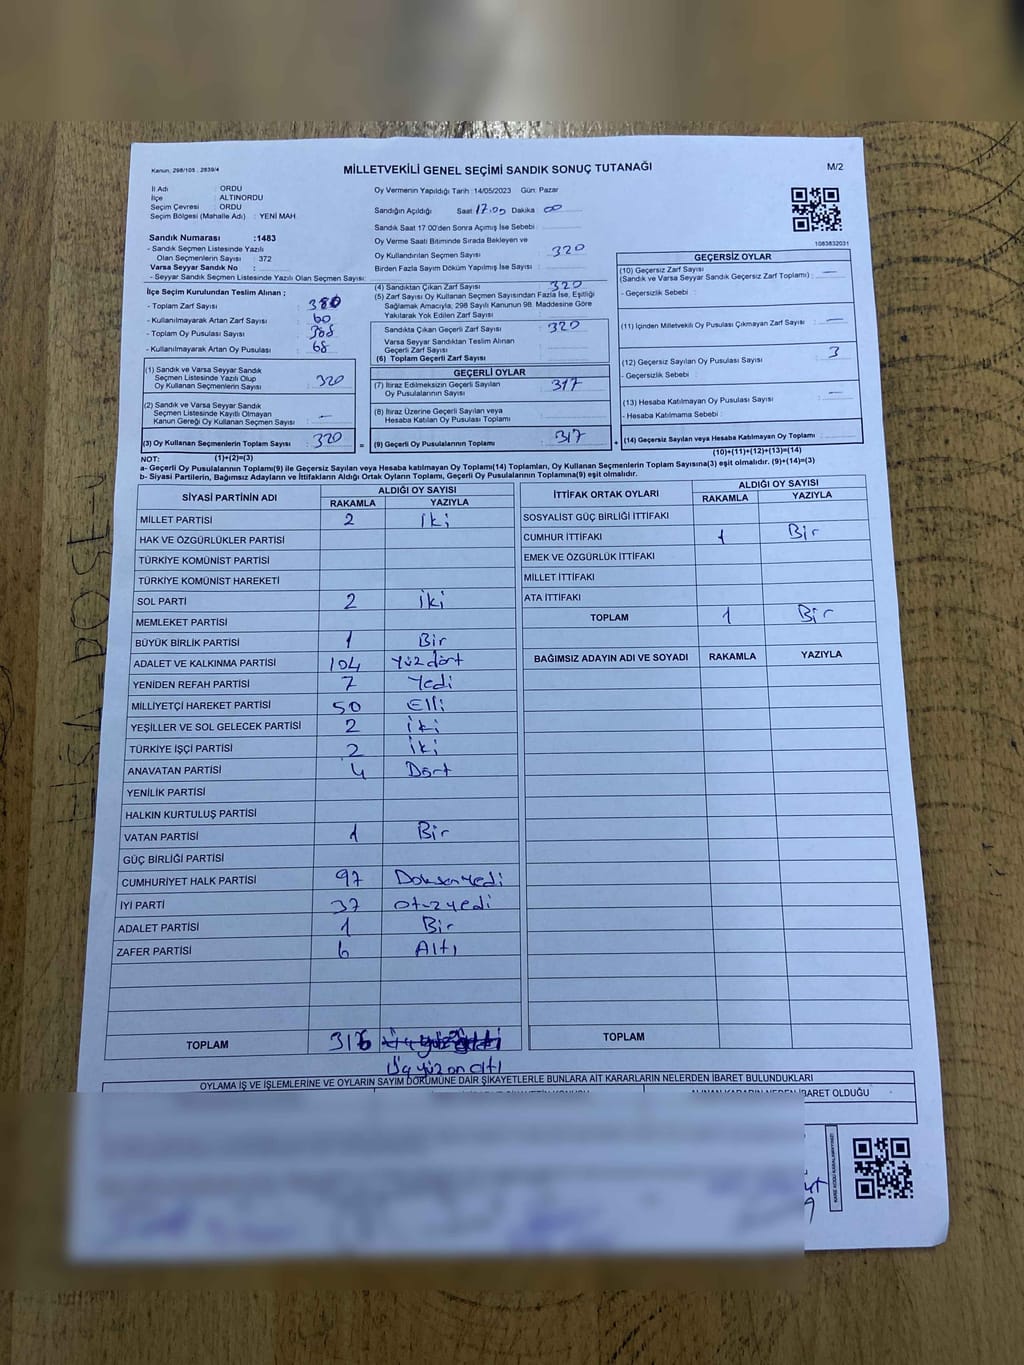 Kanun, 298/105 , 2839/4
MİLLETVEKİLİ GENEL SEÇİMİ SANDIK SONUÇ TUTANAĞI
M/2
İl Adı : ORDU
İlçe : ALTINORDU
Seçim Çevresi : ORDU
Seçim Bölgesi (Mahalle Adı) : YENİ MAH
Sandık Numarası :1483
- Sandık Seçmen Listesinde Yazılı
Olan Seçmenlerin Sayısı : 372
Varsa Seyyar Sandık No :
- Seyyar Sandık Seçmen Listesinde Yazılı Olan Seçmen Sayısı:
Oy Vermenin Yapıldığı Tarih :14/05/2023 Gün: Pazar
Sandığın Açıldığı Saat 17.00 Dakika 00
Sandık Saat 17 00'den Sonra Açımış İse Sebebi :
Oy Verme Saati Bitiminde Sırada Bekleyen ve
Oy Kullandırılan Seçmen Sayısı : 320
Birden Fazla Sayım Döküm Yapılmış İse Sayısı :
1083832031
İlçe Seçim Kurulundan Teslim Alınan ;
- Toplam Zarf Sayısı : 380
- Kullanılmayarak Artan Zarf Sayısı : 60
- Toplam Oy Pusulası Sayısı : 388
- Kullanılmayarak Artan Oy Pusulası : 68
(4) Sandıktan Çıkan Zarf Sayısı : 320
(5) Zarf Sayısı Oy Kullanan Seçmen Sayısından Fazla İse, Eşitliği
Sağlamak Amacıyla, 298 Sayılı Kanunun 98. Maddesine Göre
Yakılarak Yok Edilen Zarf Sayısı :
Sandıkta Çıkan Geçerli Zarf Sayısı : 320
Varsa Seyyar Sandıktan Teslim Alınan
Geçerli Zarf Sayısı :
(6) Toplam Geçerli Zarf Sayısı :
GEÇERSİZ OYLAR
(10) Geçersiz Zarf Sayısı : —
(Sandık ve Varsa Seyyar Sandık Geçersiz Zarf Toplamı) :
- Geçersizlik Sebebi :
(11) İçinden Milletvekili Oy Pusulası Çıkmayan Zarf Sayısı : —
(12) Geçersiz Sayılan Oy Pusulası Sayısı : 3
- Geçersizlik Sebebi :
(13) Hesaba Katılmayan Oy Pusulası Sayısı : —
- Hesaba Katılmama Sebebi :
(14) Geçersiz Sayılan veya Hesaba Katılmayan Oy Toplamı :
(10)+(11)+(12)+(13)=(14)
(1) Sandık ve Varsa Seyyar Sandık
Seçmen Listesinde Yazılı Olup
Oy Kullanan Seçmenlerin Sayısı : 320
(2) Sandık ve Varsa Seyyar Sandık
Seçmen Listesinde Kayıtlı Olmayan
Kanun Gereği Oy Kullanan Seçmen Sayısı : —
(3) Oy Kullanan Seçmenlerin Toplam Sayısı : 320 =
(1)+(2)=(3)
GEÇERLİ OYLAR
(7) İtiraz Edilmeksizin Geçerli Sayılan
Oy Pusulalarının Sayısı : 317
(8) İtiraz Üzerine Geçerli Sayılan veya
Hesaba Katılan Oy Pusulası Toplamı :
(9) Geçerli Oy Pusulalarının Toplamı : 317 +
NOT:
a- Geçerli Oy Pusulalarının Toplamı(9) ile Geçersiz Sayılan veya Hesaba katılmayan Oy Toplamı(14) Toplamları, Oy Kullanan Seçmenlerin Toplam Sayısına(3) eşit olmalıdır. (9)+(14)=(3)
b- Siyasi Partilerin, Bağımsız Adayların ve İttifakların Aldığı Ortak Oyların Toplamı, Geçerli Oy Pusulalarının Toplamına(9) eşit olmalıdır.
SİYASİ PARTİNİN ADI ALDIĞI OY SAYISI
RAKAMLA YAZIYLA
MİLLET PARTİSİ 2 İki
HAK VE ÖZGÜRLÜKLER PARTİSİ
TÜRKİYE KOMÜNİST PARTİSİ
TÜRKİYE KOMÜNİST HAREKETİ
SOL PARTİ 2 iki
MEMLEKET PARTİSİ
BÜYÜK BİRLİK PARTİSİ 1 Bir
ADALET VE KALKINMA PARTİSİ 104 Yüz dört
YENİDEN REFAH PARTİSİ 7 Yedi
MİLLİYETÇİ HAREKET PARTİSİ 50 Elli
YEŞİLLER VE SOL GELECEK PARTİSİ 2 iki
TÜRKİYE İŞÇİ PARTİSİ 2 iki
ANAVATAN PARTİSİ 4 Dört
YENİLİK PARTİSİ
HALKIN KURTULUŞ PARTİSİ
VATAN PARTİSİ 1 Bir
GÜÇ BİRLİĞİ PARTİSİ
CUMHURİYET HALK PARTİSİ 97 Doksan yedi
İYİ PARTİ 37 otuz yedi
ADALET PARTİSİ 1 Bir
ZAFER PARTİSİ 6 Altı
TOPLAM 316
Üç yüz on altı
İTTİFAK ORTAK OYLARI ALDIĞI OY SAYISI
RAKAMLA YAZIYLA
SOSYALİST GÜÇ BİRLİĞİ İTTİFAKI
CUMHUR İTTİFAKI 1 Bir
EMEK VE ÖZGÜRLÜK İTTİFAKI
MİLLET İTTİFAKI
ATA İTTİFAKI
TOPLAM 1 Bir
BAĞIMSIZ ADAYIN ADI VE SOYADI RAKAMLA YAZIYLA
TOPLAM
OYLAMA İŞ VE İŞLEMLERİNE VE OYLARIN SAYIM DÖKÜMÜNE DAİR ŞİKAYETLERLE BUNLARA AİT KARARLARIN NELERDEN İBARET BULUNDUKLARI
ALINAN KARARIN NEDEN İBARET OLDUĞU